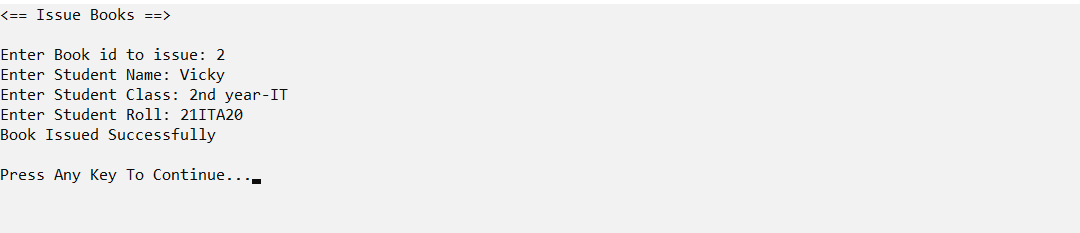 <== Issue Books ==>
Enter Book id to issue: 2
Enter Student Name: Vicky
Enter Student Class: 2nd year-IT
Enter Student Roll: 21ITA20
Book Issued Successfully
Press Any Key To Continue...